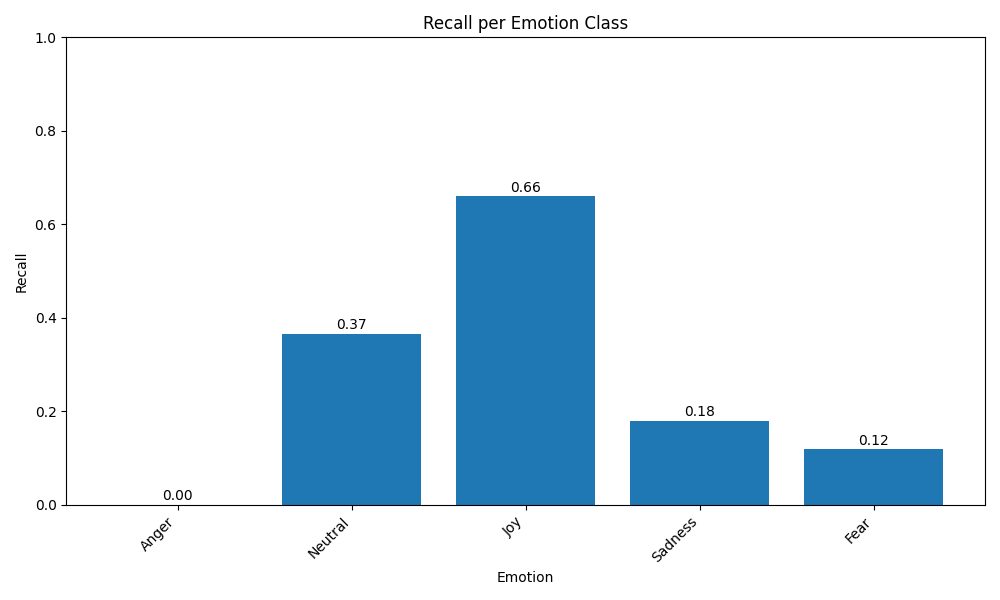 Recall per Emotion Class
1.0
0.8
0.6
0.4
0.2
0.0
Recall
0.00
0.37
0.66
0.18
0.12
Anger
Neutral
Joy
Sadness
Fear
Emotion